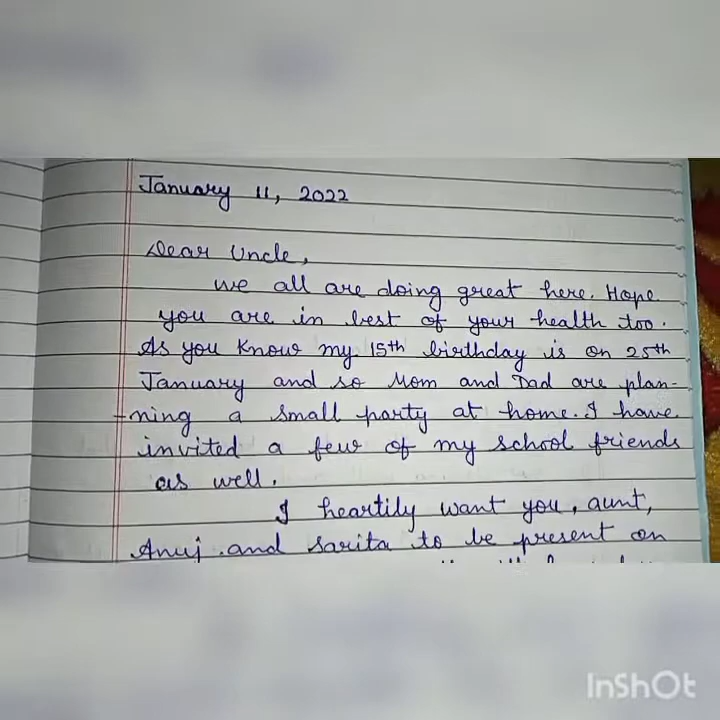 January 11, 2022
Dear Uncle,
We all are doing great here. Hope
you are in best of your health too.
As you know my 15th birthday is on 25th
January and so Mom and Dad are plan-
-ning a small party at home. I have
invited a few of my school friends
as well.
I heartily want you, aunt,
Anuj and Sarita to be present on
InShOt